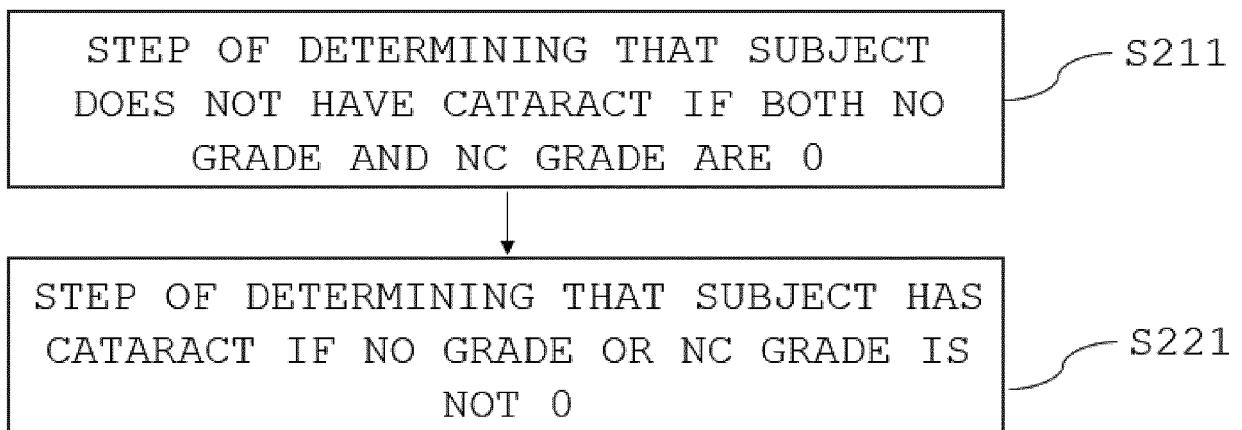 STEP OF DETERMINING THAT SUBJECT
DOES NOT HAVE CATARACT IF BOTH NO
GRADE AND NC GRADE ARE 0
S211
STEP OF DETERMINING THAT SUBJECT HAS
CATARACT IF NO GRADE OR NC GRADE IS
NOT 0
S221